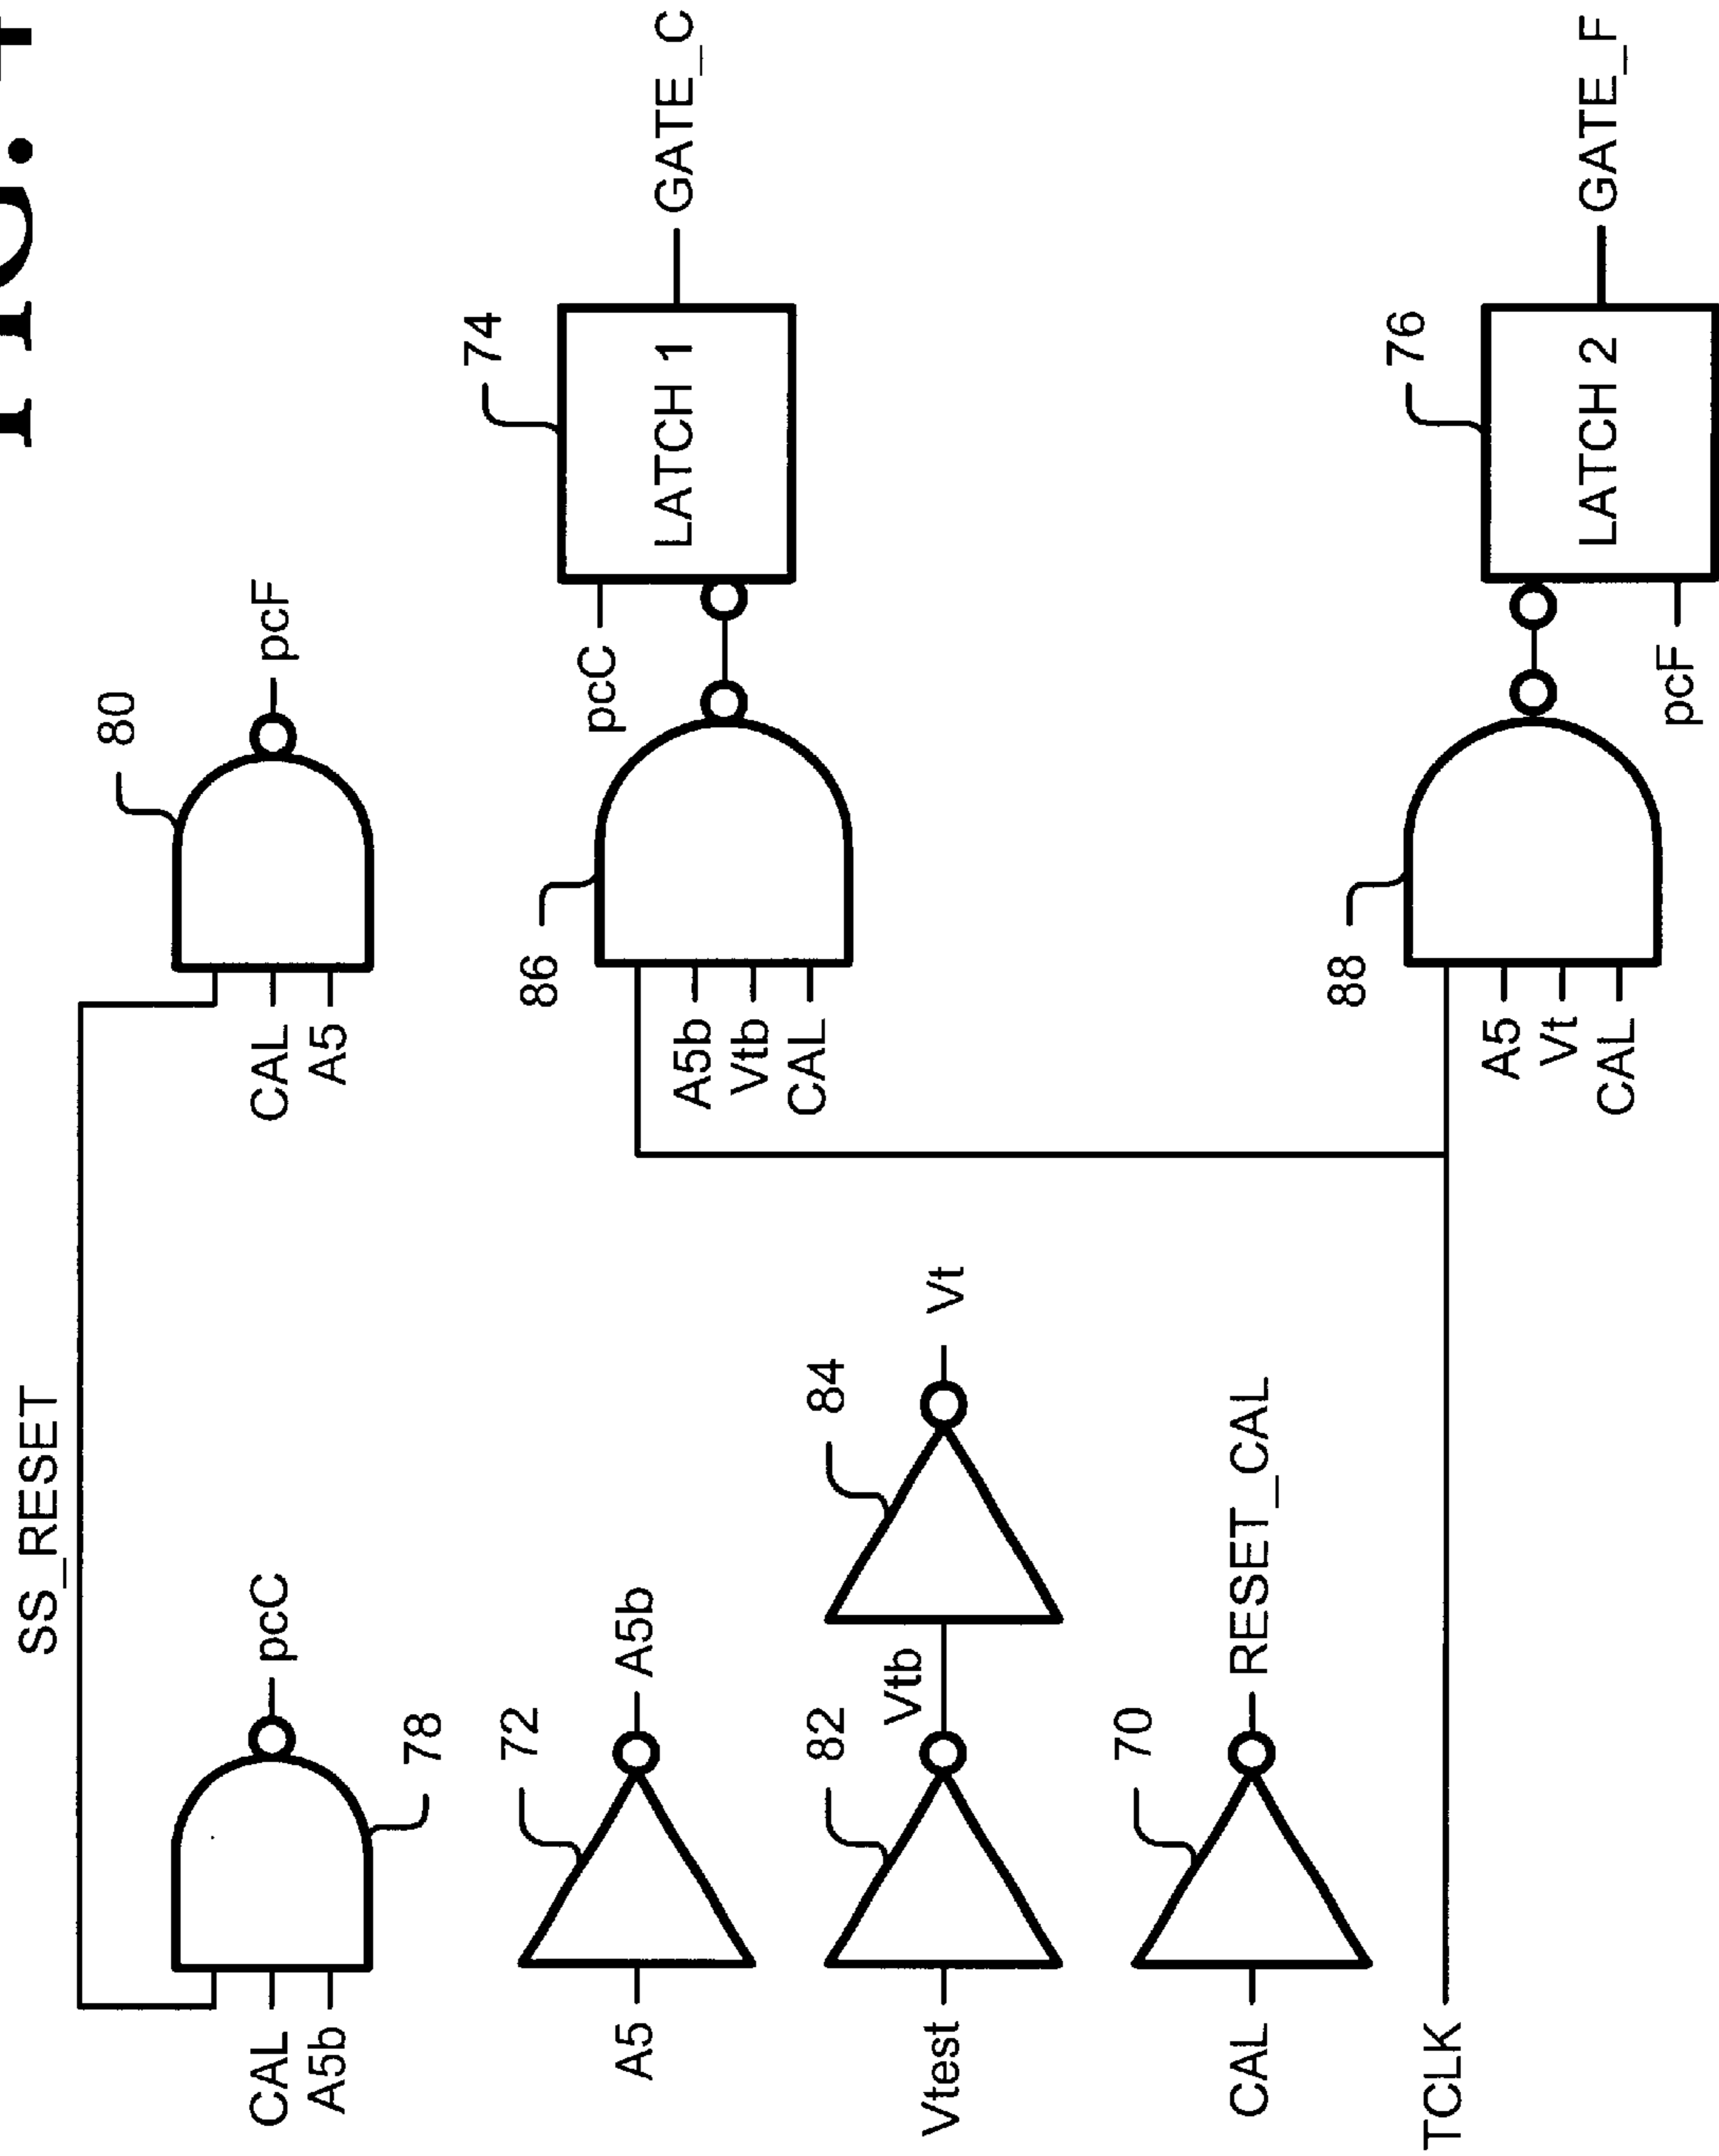 FIG. 4
SS_RESET
80
CAL
A5b
pcC
CAL
A5
pcF
78
74
72
A5
A5b
86
pcC
A5b
Vtb
CAL
LATCH 1
GATE_C
82
84
Vtest
Vtb
Vt
70
CAL
RESET_CAL
88
76
TCLK
A5
Vt
CAL
pcF
LATCH 2
GATE_F